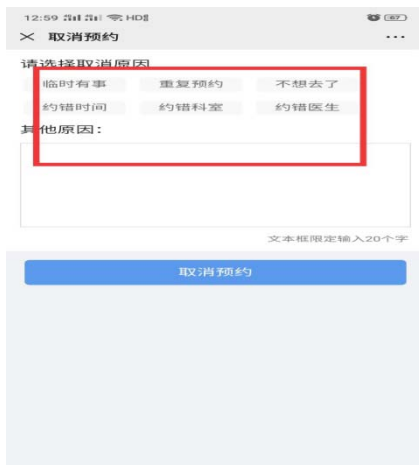 12:59 HD 67
× 取消预约 ...
请选择取消原因
临时有事 重复预约 不想去了
约错时间 约错科室 约错医生
其他原因:
文本框限定输入20个字
取消预约